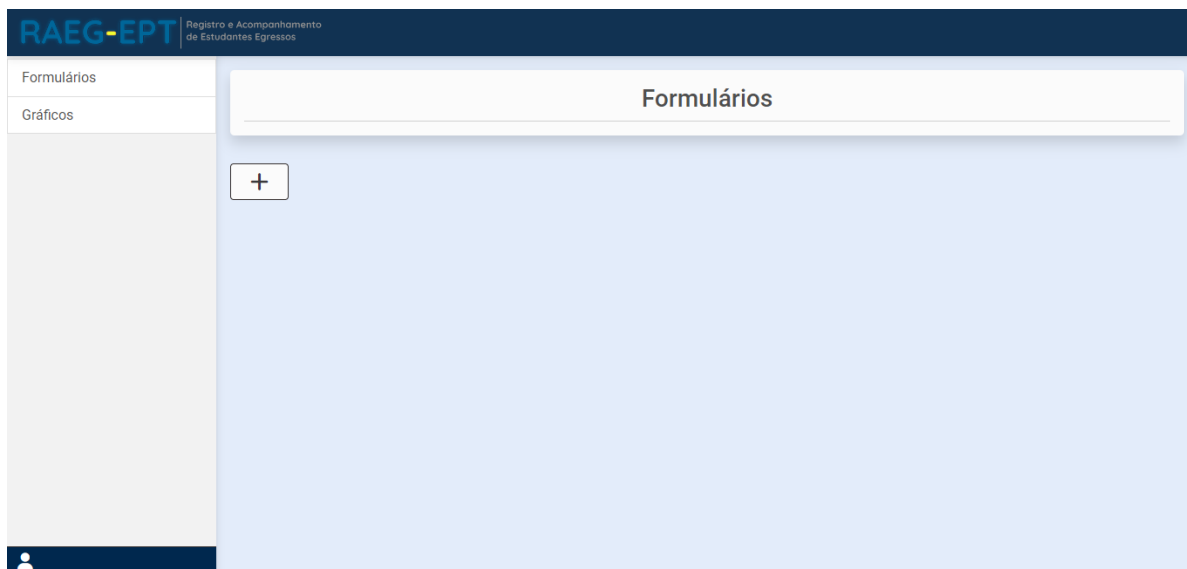 RAEG-EPT
Registro e Acompanhamento
de Estudantes Egressos
Formulários
Gráficos
Formulários
+